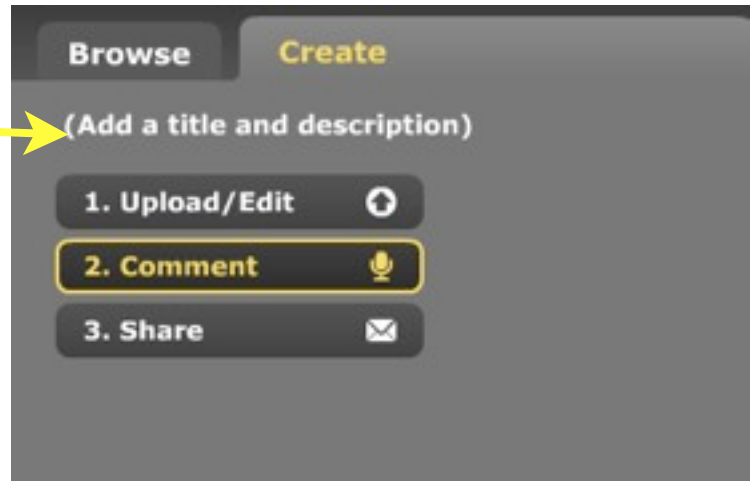 Browse Create
(Add a title and description)
1. Upload/Edit
2. Comment
3. Share